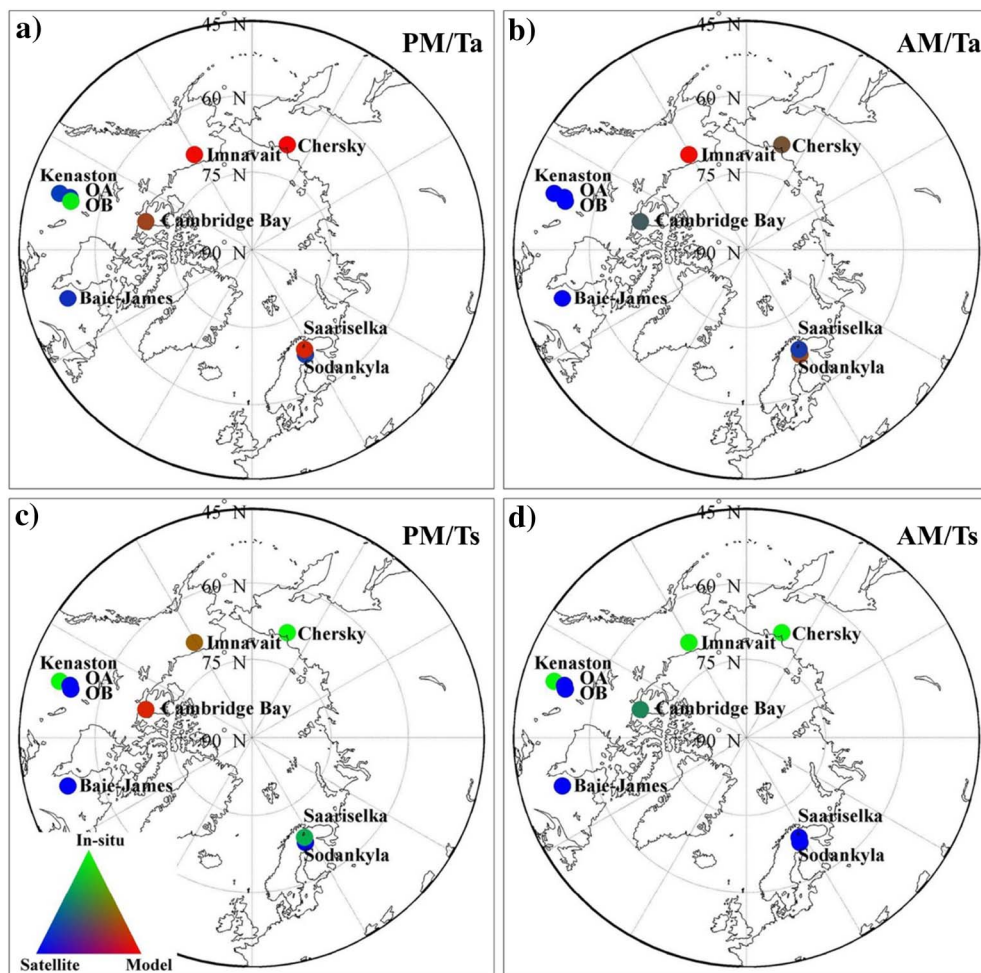 a)
PM/Ta
45° N
60° N
75° N
90 N
Imnavait
Chersky
Kenaston
OA
OB
Cambridge Bay
Baie-James
Saariselka
Sodankyla
b)
AM/Ta
45° N
60° N
75° N
90 N
Imnavait
Chersky
Kenaston
OA
OB
Cambridge Bay
Baie-James
Saariselka
Sodankyla
c)
PM/Ts
45° N
60° N
75° N
90 N
Imnavait
Chersky
Kenaston
OA
OB
Cambridge Bay
Baie-James
Saariselka
Sodankyla
In-situ
Satellite
Model
d)
AM/Ts
45° N
60° N
75° N
90 N
Imnavait
Chersky
Kenaston
OA
OB
Cambridge Bay
Baie-James
Saariselka
Sodankyla